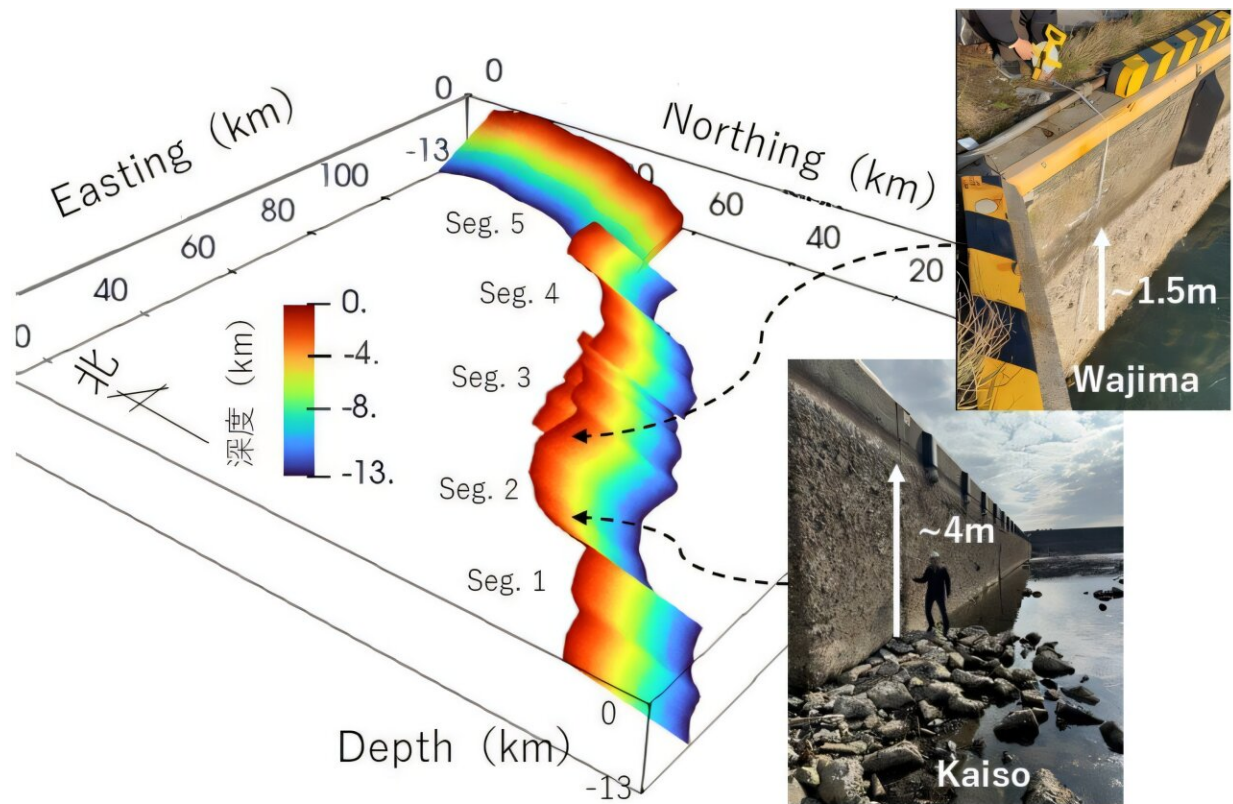 Easting (km)
0
0
-13
100
80
60
40
0
Northing (km)
60
40
20
Seg. 5
Seg. 4
Seg. 3
Seg. 2
Seg. 1
北
深度 (km)
0.
-4.
-8.
-13.
~1.5m
Wajima
~4m
Kaiso
0
Depth (km)
-13